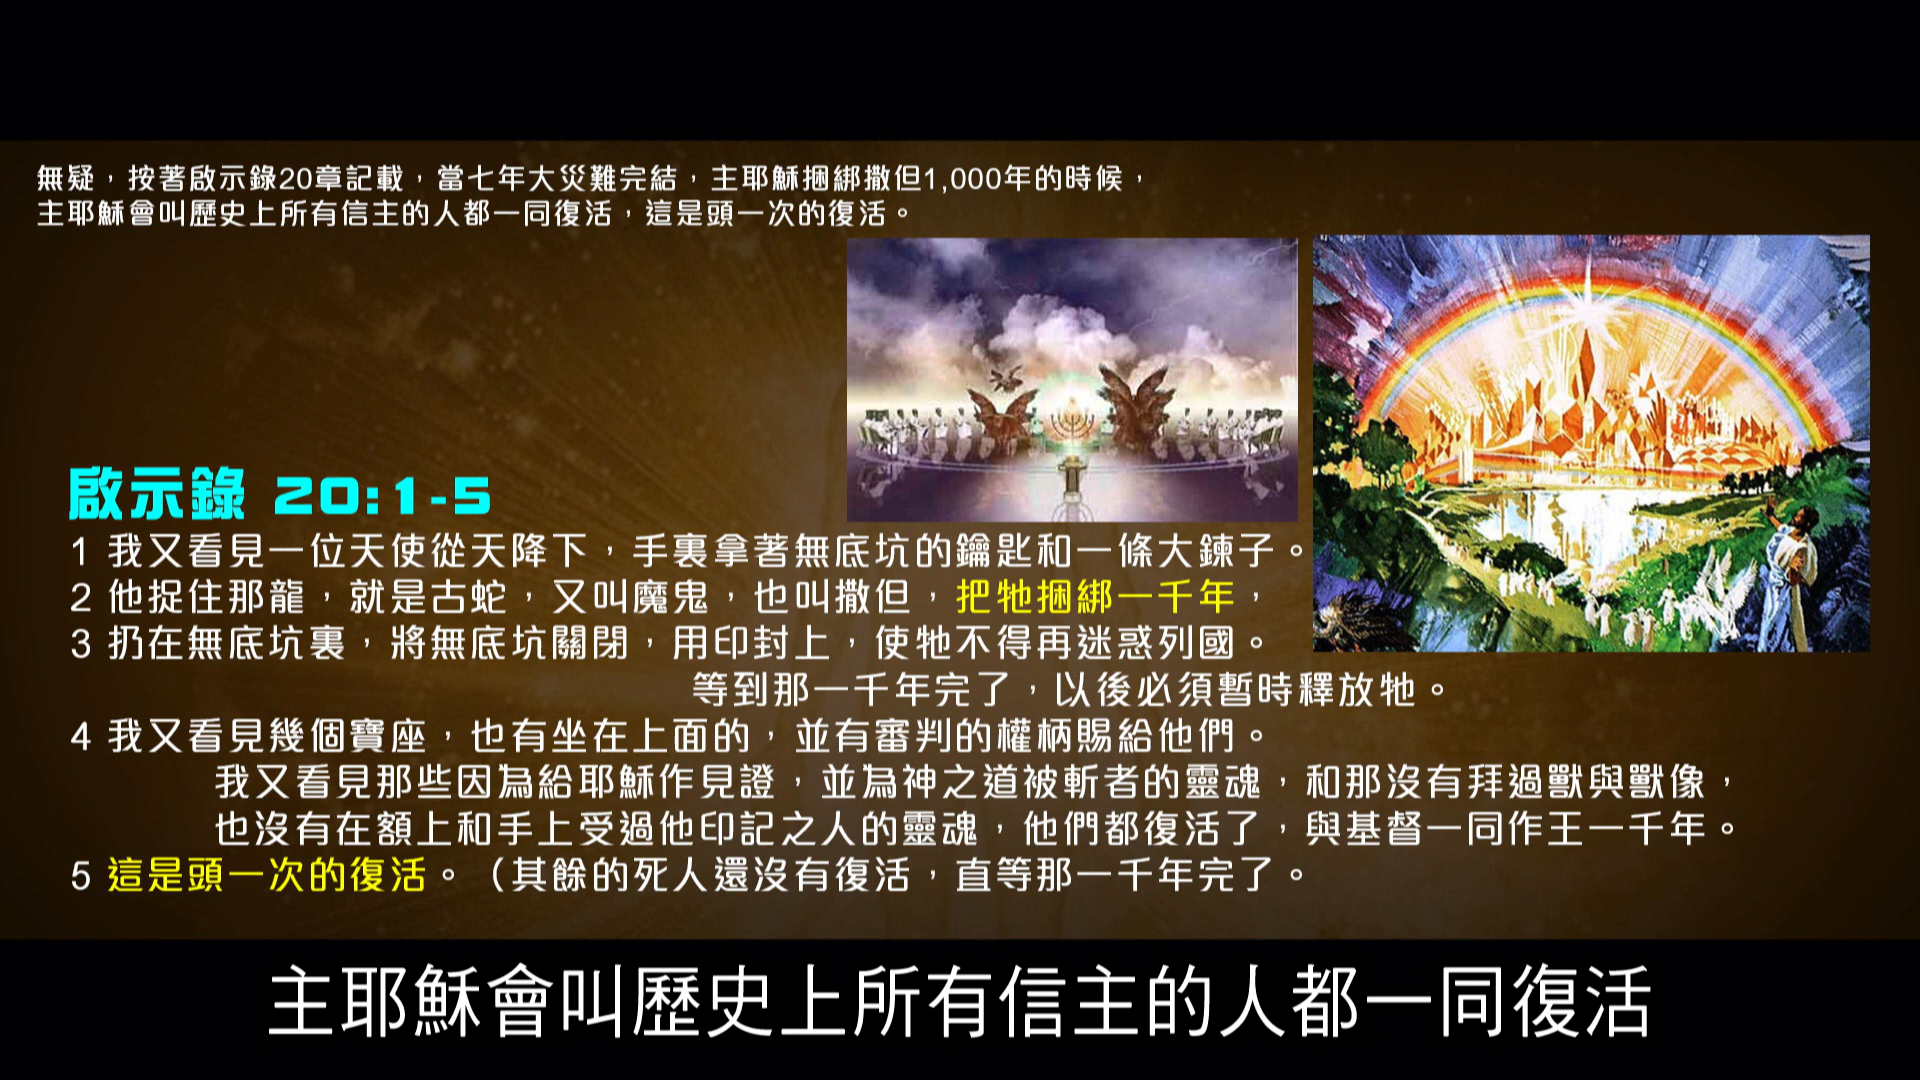 無疑，按著啟示錄20章記載，當七年大災難完結，主耶穌捆綁撒但1,000年的時候，
主耶穌會叫歷史上所有信主的人都一同復活，這是頭一次的復活。
啟示錄 20:1-5
1 我又看見一位天使從天降下，手裏拿著無底坑的鑰匙和一條大鍊子。
2 他捉住那龍，就是古蛇，又叫魔鬼，也叫撒但，把牠捆綁一千年，
3 扔在無底坑裏，將無底坑關閉，用印封上，使牠不得再迷惑列國。
等到那一千年完了，以後必須暫時釋放牠。
4 我又看見幾個寶座，也有坐在上面的，並有審判的權柄賜給他們。
我又看見那些因為給耶穌作見證，並為神之道被斬者的靈魂，和那沒有拜過獸與獸像，
也沒有在額上和手上受過他印記之人的靈魂，他們都復活了，與基督一同作王一千年。
5 這是頭一次的復活。（其餘的死人還沒有復活，直等那一千年完了。
主耶穌會叫歷史上所有信主的人都一同復活